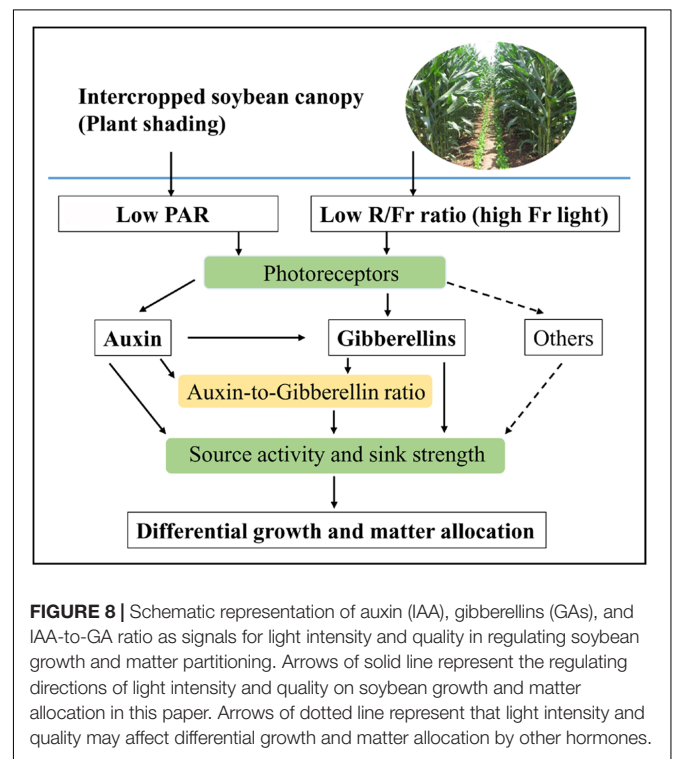 Intercropped soybean canopy
(Plant shading)
Low PAR
Low R/Fr ratio (high Fr light)
Photoreceptors
Auxin
Gibberellins
Others
Auxin-to-Gibberellin ratio
Source activity and sink strength
Differential growth and matter allocation
FIGURE 8 | Schematic representation of auxin (IAA), gibberellins (GAs), and
IAA-to-GA ratio as signals for light intensity and quality in regulating soybean
growth and matter partitioning. Arrows of solid line represent the regulating
directions of light intensity and quality on soybean growth and matter
allocation in this paper. Arrows of dotted line represent that light intensity and
quality may affect differential growth and matter allocation by other hormones.